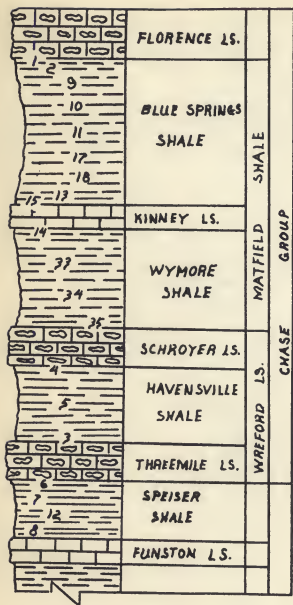 FLORENCE LS.
1 2
9
10
11
17
18
13
BLUE SPRINGS
SHALE
15
KINNEY LS.
14
33
34
35
WYMORE
SHALE
SCHROYER LS.
4
5
3
HAVENSVILLE
SHALE
THREEMILE LS.
6
7
12
8
SPEISER
SHALE
FUNSTON LS.
MATFIELD SHALE
WREFORD LS.
CHASE GROUP